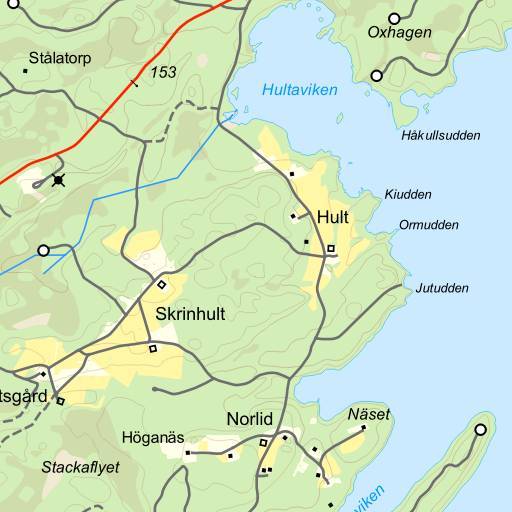 Oxhagen
Stålatorp
153
Hultaviken
Håkullsudden
Kiudden
Ormudden
Hult
Jutudden
Skrinhult
tsgård
Norlid
Näset
Höganäs
Stackaflyet
viken